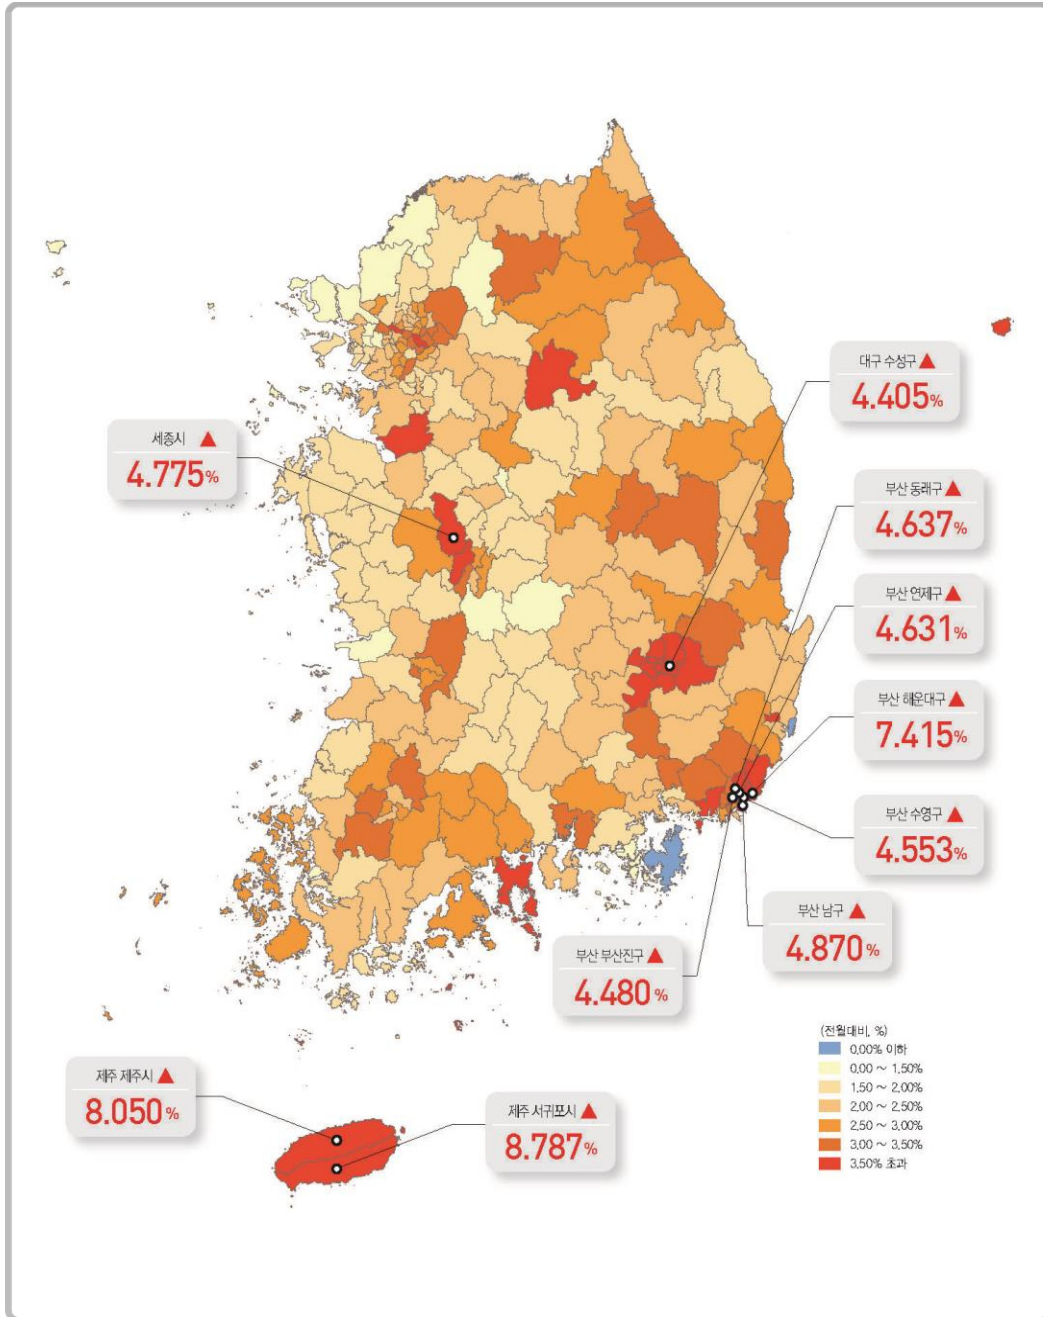 대구 수성구 ▲
4.405%
세종시 ▲
4.775%
부산 동래구 ▲
4.637%
부산 연제구 ▲
4.631%
부산 해운대구 ▲
7.415%
부산 수영구 ▲
4.553%
부산 남구 ▲
4.870%
부산 부산진구 ▲
4.480%
제주 제주시 ▲
8.050%
제주 서귀포시 ▲
8.787%
(전월대비, %)
0.00% 이하
0.00 ~ 1.50%
1.50 ~ 2.00%
2.00 ~ 2.50%
2.50 ~ 3.00%
3.00 ~ 3.50%
3.50% 초과